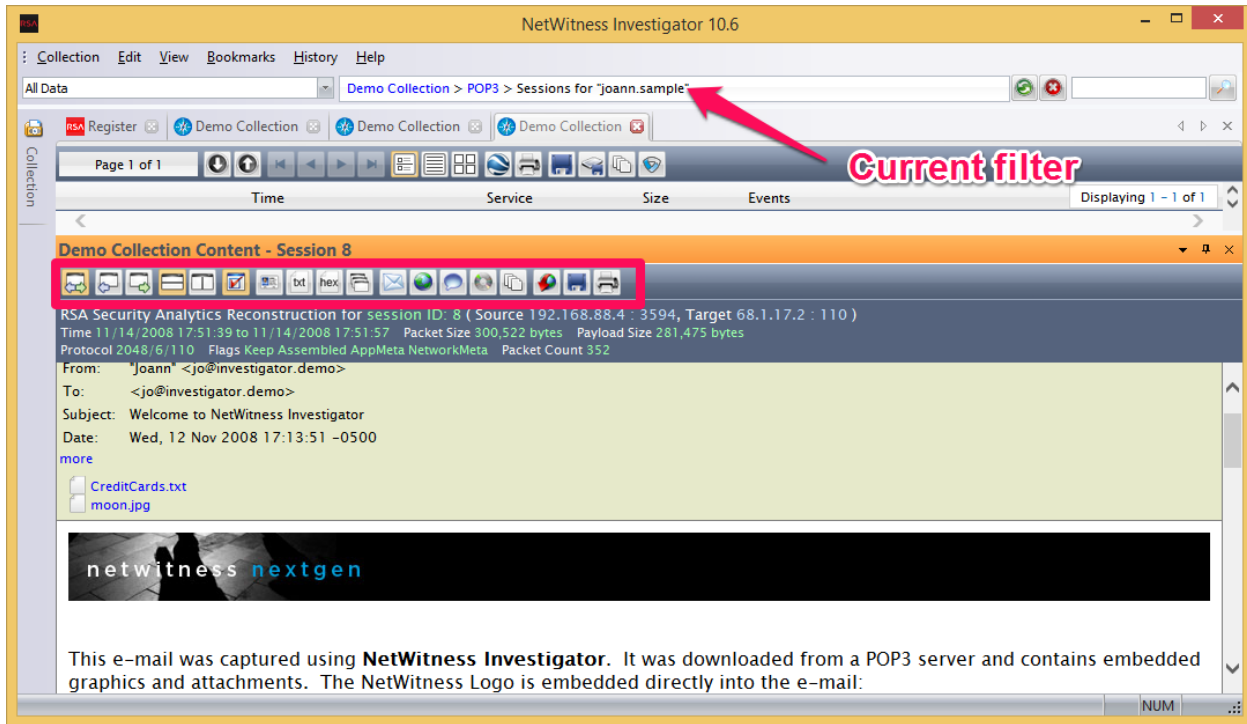 RSA
NetWitness Investigator 10.6
Collection Edit View Bookmarks History Help
All Data
Demo Collection > POP3 > Sessions for "joann.sample"
RSA Register Demo Collection Demo Collection Demo Collection
Collection
Page 1 of 1
Current filter
Time Service Size Events Displaying 1 - 1 of 1
Demo Collection Content - Session 8
txt hex
RSA Security Analytics Reconstruction for session ID: 8 ( Source 192.168.88.4 : 3594, Target 68.1.17.2 : 110 )
Time 11/14/2008 17:51:39 to 11/14/2008 17:51:57 Packet Size 300,522 bytes Payload Size 281,475 bytes
Protocol 2048/6/110 Flags Keep Assembled AppMeta NetworkMeta Packet Count 352
From: "Joann" <jo@investigator.demo>
To: <jo@investigator.demo>
Subject: Welcome to NetWitness Investigator
Date: Wed, 12 Nov 2008 17:13:51 -0500
more
CreditCards.txt
moon.jpg
netwitness nextgen
This e-mail was captured using NetWitness Investigator. It was downloaded from a POP3 server and contains embedded
graphics and attachments. The NetWitness Logo is embedded directly into the e-mail:
NUM